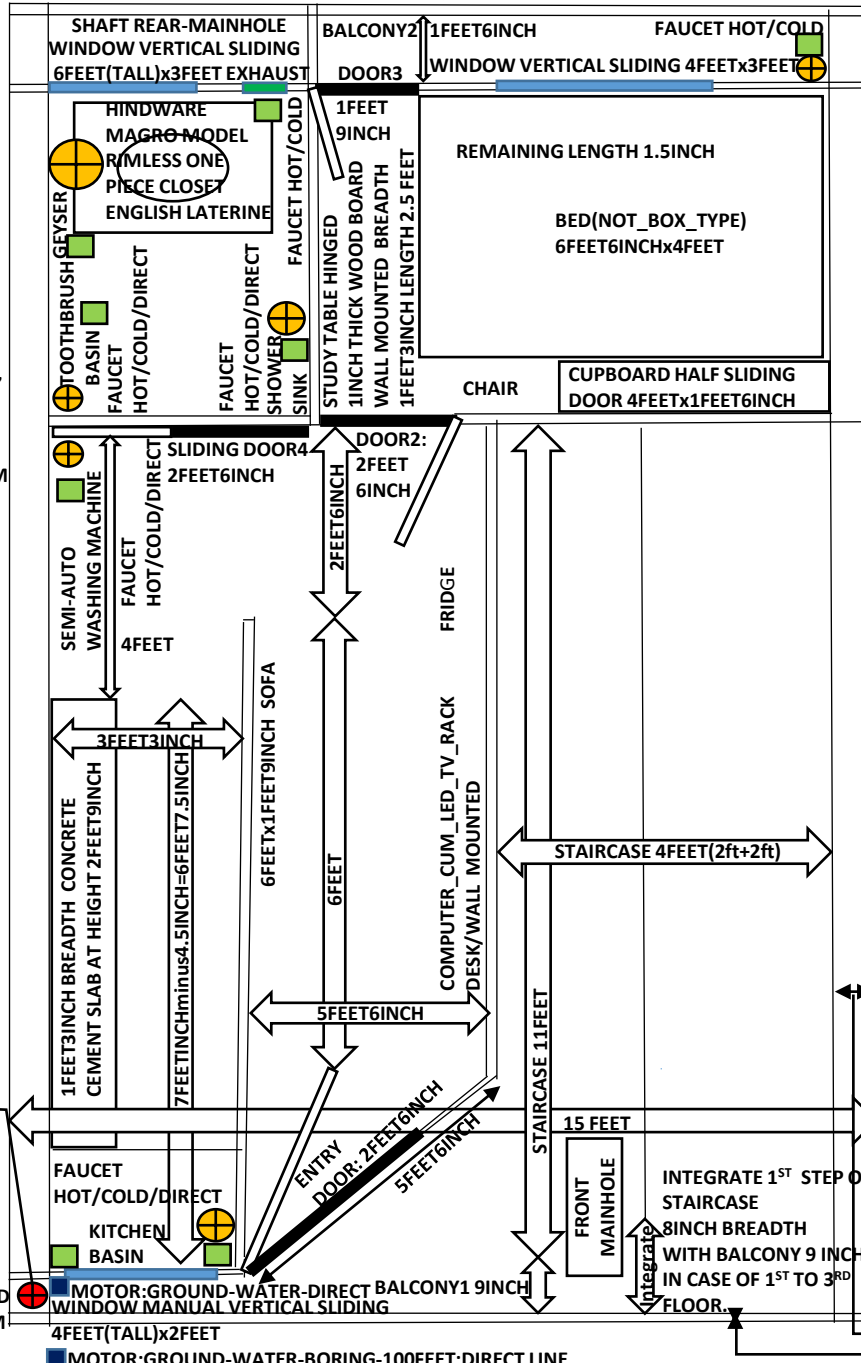 SHAFT REAR-MAINHOLE
WINDOW VERTICAL SLIDING
6FEET(TALL)x3FEET EXHAUST
BALCONY2 1FEET6INCH
FAUCET HOT/COLD
DOOR3
WINDOW VERTICAL SLIDING 4FEETx3FEET
HINDWARE
MAGRO MODEL
RIMLESS ONE
PIECE CLOSET
ENGLISH LATERINE
FAUCET HOT/COLD
1FEET
9INCH
REMAINING LENGTH 1.5INCH
BED(NOT_BOX_TYPE)
6FEET6INCHx4FEET
GEYSER
TOOTHBRUSH
BASIN
FAUCET
HOT/COLD/DIRECT
FAUCET
HOT/COLD/DIRECT
SHOWER
SINK
STUDY TABLE HINGED
1INCH THICK WOOD BOARD
WALL MOUNTED BREADTH
1FEET3INCH LENGTH 2.5 FEET
CHAIR
CUPBOARD HALF SLIDING
DOOR 4FEETx1FEET6INCH
SLIDING DOOR4
2FEET6INCH
DOOR2:
2FEET
6INCH
M
2FEET6INCH
SEMI-AUTO
WASHING MACHINE
FAUCET
HOT/COLD/DIRECT
4FEET
FRIDGE
3FEET3INCH
1FEET3INCH BREADTH CONCRETE
CEMENT SLAB AT HEIGHT 2FEET9INCH
7FEETINCHminus4.5INCH=6FEET7.5INCH
6FEETx1FEET9INCH SOFA
6FEET
COMPUTER_CUM_LED_TV_RACK
DESK/WALL MOUNTED
STAIRCASE 4FEET(2ft+2ft)
5FEET6INCH
STAIRCASE 11FEET
15 FEET
ENTRY
DOOR: 2FEET6INCH
5FEET6INCH
FAUCET
HOT/COLD/DIRECT
KITCHEN
BASIN
FRONT
MAINHOLE
Integrate
INTEGRATE 1ST STEP O
STAIRCASE
8INCH BREADTH
WITH BALCONY 9 INCH
IN CASE OF 1ST TO 3RD
FLOOR.
D
M
MOTOR:GROUND-WATER-DIRECT
BALCONY1 9INCH
WINDOW MANUAL VERTICAL SLIDING
4FEET(TALL)x2FEET
MOTOR:GROUND-WATER-BORING-100FEET:DIRECT LINE